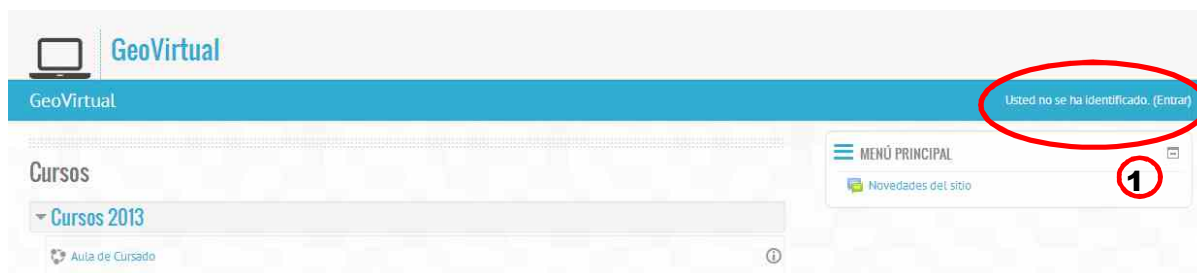 GeoVirtual
GeoVirtual
Usted no se ha identificado. (Entrar)
Cursos
Cursos 2013
Aula de Cursado
MENÚ PRINCIPAL
Novedades del sitio
1